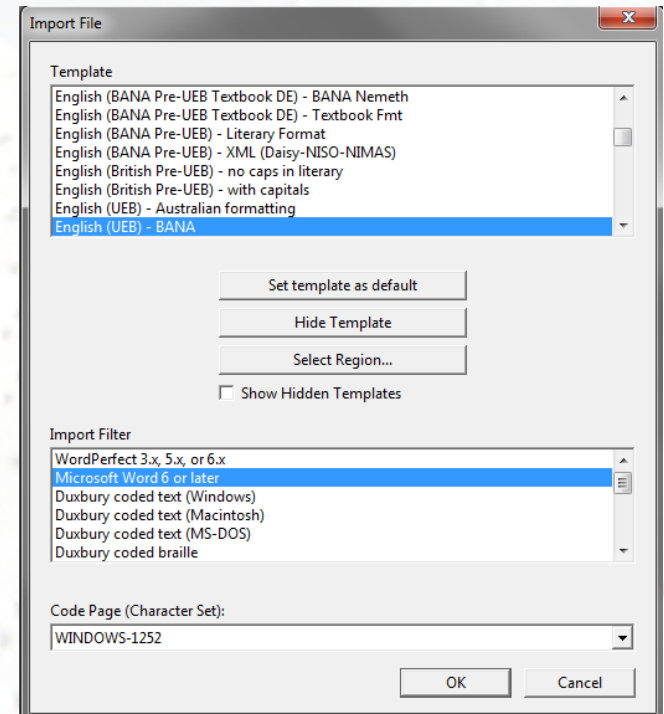 Import File
Template
English (BANA Pre-UEB Textbook DE) - BANA Nemeth
English (BANA Pre-UEB Textbook DE) - Textbook Fmt
English (BANA Pre-UEB) - Literary Format
English (BANA Pre-UEB) - XML (Daisy-NISO-NIMAS)
English (British Pre-UEB) - no caps in literary
English (British Pre-UEB) - with capitals
English (UEB) - Australian formatting
English (UEB) - BANA
Set template as default
Hide Template
Select Region...
Show Hidden Templates
Import Filter
WordPerfect 3.x, 5.x, or 6.x
Microsoft Word 6 or later
Duxbury coded text (Windows)
Duxbury coded text (Macintosh)
Duxbury coded text (MS-DOS)
Duxbury coded braille
Code Page (Character Set):
WINDOWS-1252
OK Cancel